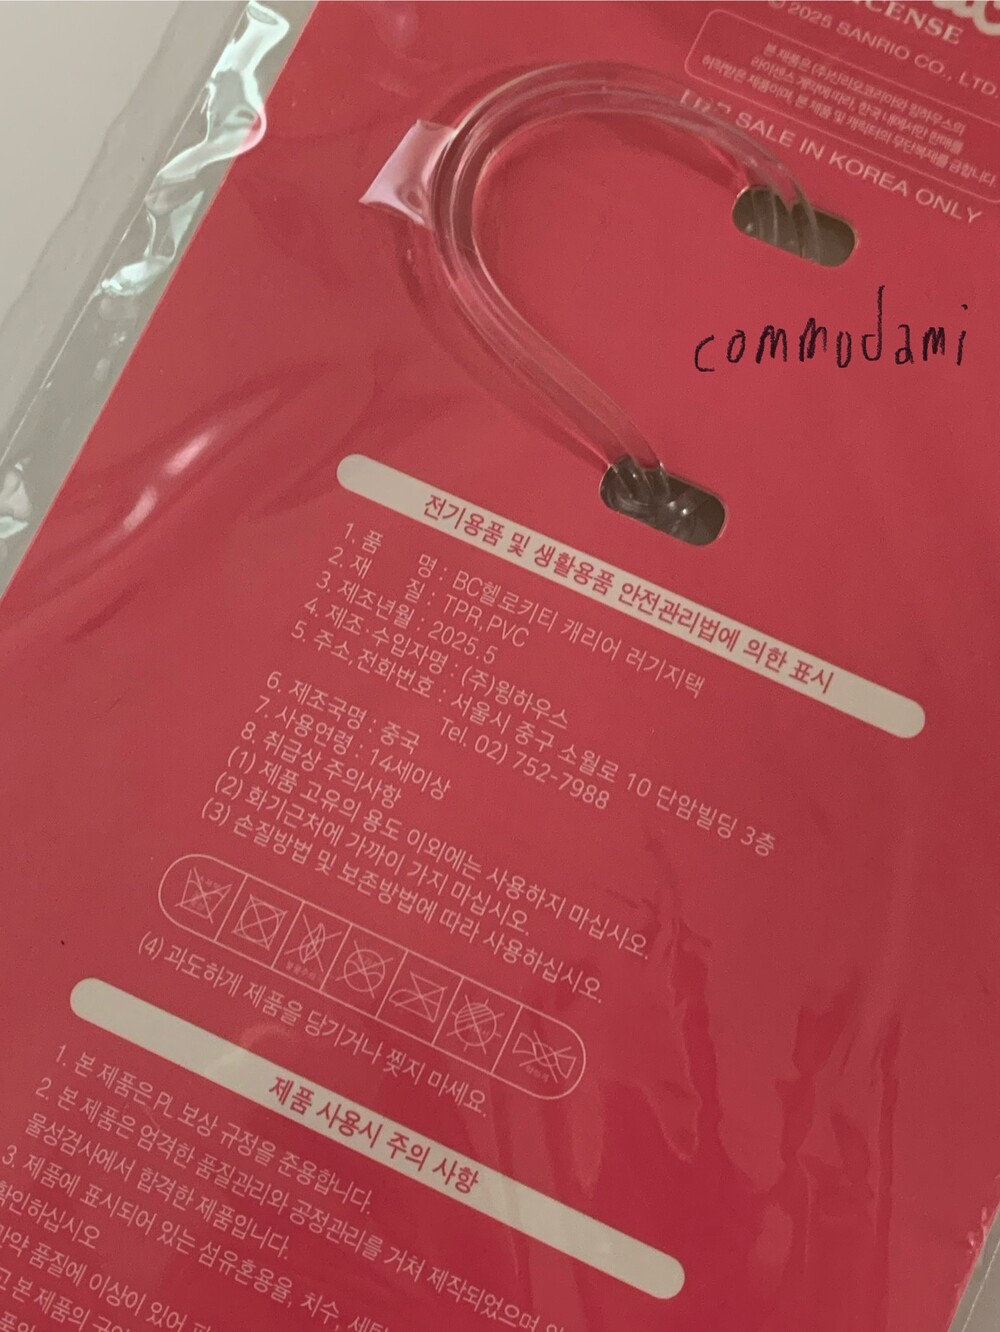 ICENSE
© 2025 SANRIO CO., LTD.
본 제품은 (주)산리오코리아와 윙하우스의
라이센스 계약에 따라, 한국 내에서만 판매를
허락받은 제품이며, 본 제품 및 캐릭터의 무단복제를 금합니다.
SALE IN KOREA ONLY
commodami
전기용품 및 생활용품 안전관리법에 의한 표시
1. 품 명 : BC헬로키티 캐리어 러기지택
2. 재 질 : TPR, PVC
3. 제조년월 : 2025. 5
4. 제조·수입자명 : (주)윙하우스
5. 주소, 전화번호 : 서울시 중구 소월로 10 단암빌딩 3층
Tel. 02) 752-7988
6. 제조국명 : 중국
7. 사용연령 : 14세이상
8. 취급상 주의사항
(1) 제품 고유의 용도 이외에는 사용하지 마십시오.
(2) 화기근처에 가까이 가지 마십시오.
(3) 손질방법 및 보존방법에 따라 사용하십시오.
(4) 과도하게 제품을 당기거나 찢지 마세요.
제품 사용시 주의 사항
1. 본 제품은 PL 보상 규정을 준용합니다.
2. 본 제품은 엄격한 품질관리와 공정관리를 거쳐 제작되었으며
물성검사에서 합격한 제품입니다.
3. 제품에 표시되어 있는 섬유혼용율, 치수,
확인하십시오
만약 품질에 이상이 있어
본 제품의